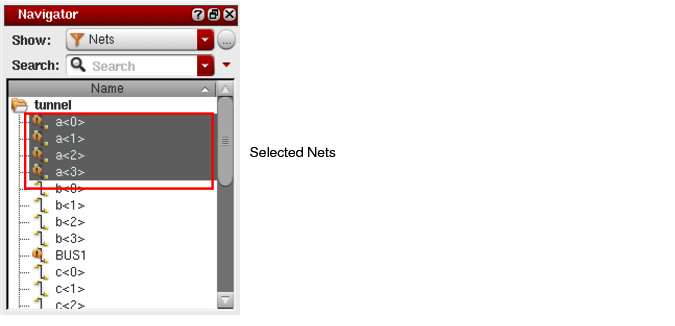 Navigator
Show: Nets ...
Search: Search
Name
tunnel
a<0>
a<1>
a<2>
a<3>
Selected Nets
b<0>
b<1>
b<2>
b<3>
BUS1
c<0>
c<1>
c<2>